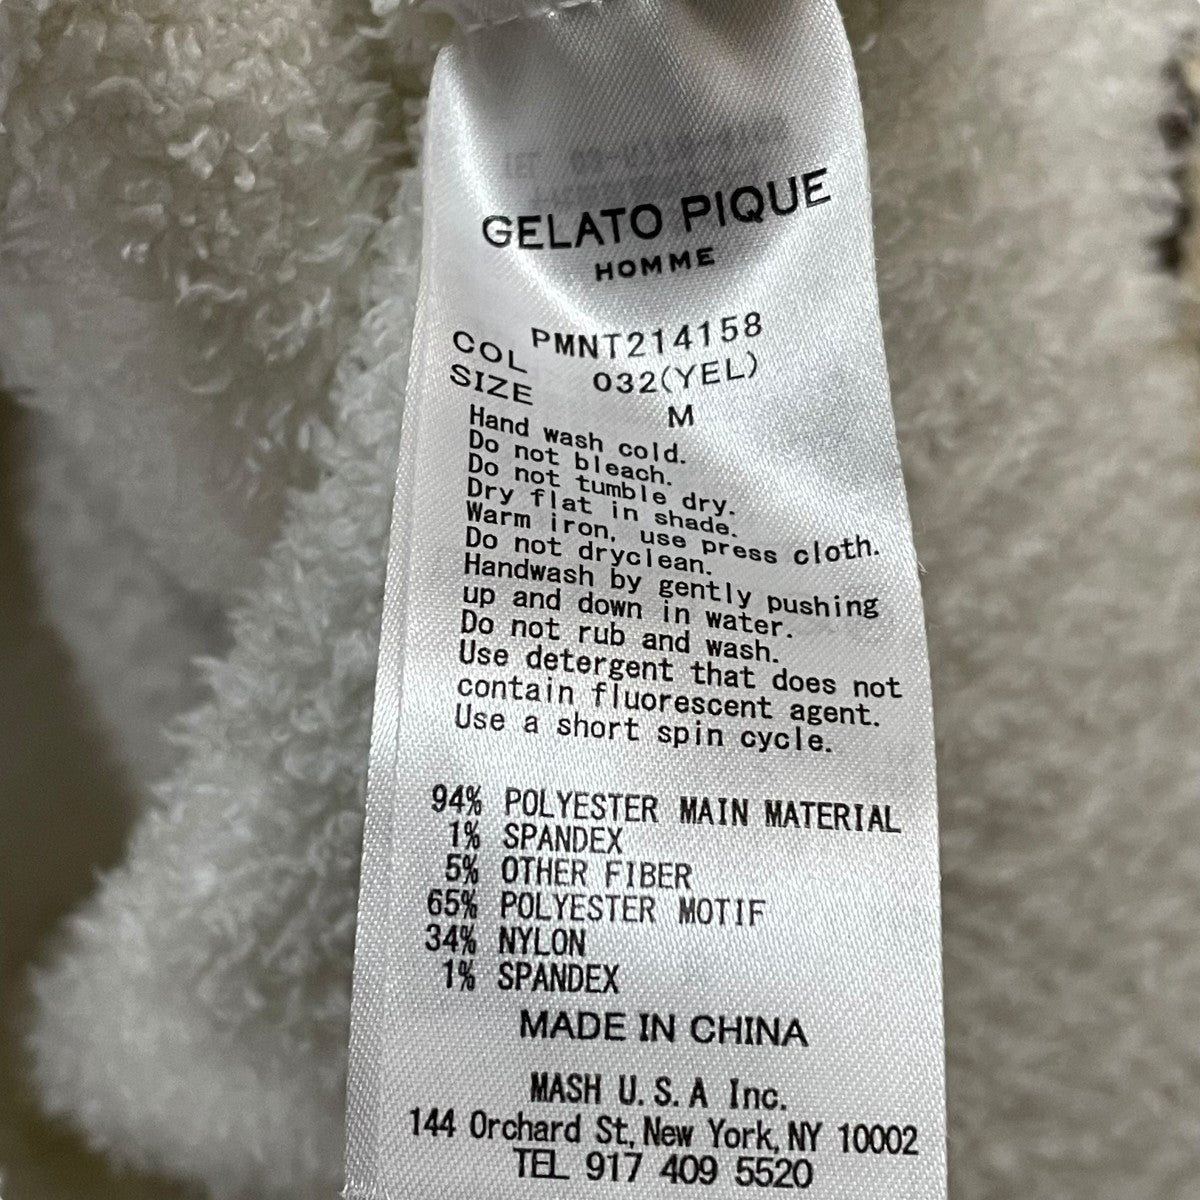 GELATO PIQUE
HOMME
PMNT214158
COL 032(YEL)
SIZE M
Hand wash cold.
Do not bleach.
Do not tumble dry.
Dry flat in shade.
Warm iron, use press cloth.
Do not dryclean.
Handwash by gently pushing
up and down in water.
Do not rub and wash.
Use detergent that does not
contain fluorescent agent.
Use a short spin cycle.
94% POLYESTER MAIN MATERIAL
1% SPANDEX
5% OTHER FIBER
65% POLYESTER MOTIF
34% NYLON
1% SPANDEX
MADE IN CHINA
MASH U.S.A Inc.
144 Orchard St, New York, NY 10002
TEL 917 409 5520